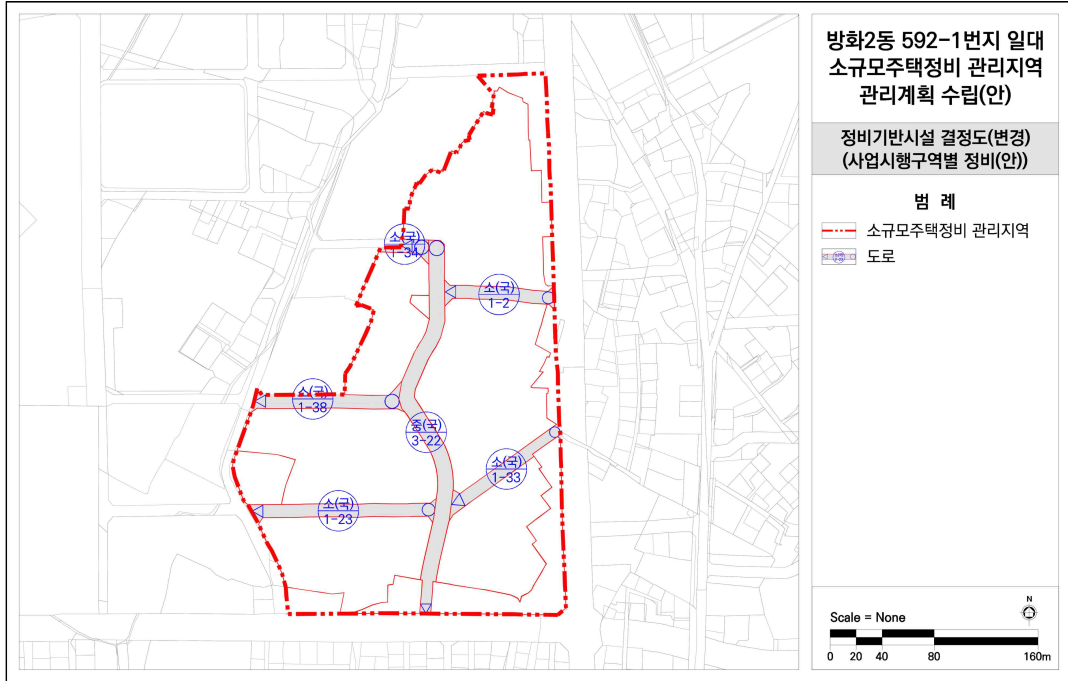 방화2동 592-1번지 일대
소규모주택정비 관리지역
관리계획 수립(안)
정비기반시설 결정도(변경)
(사업시행구역별 정비(안))
범 례
소규모주택정비 관리지역
도로
소(국)
1-34
소(국)
1-2
소(국)
1-38
중(국)
3-22
소(국)
1-33
소(국)
1-23
Scale = None
N
0 20 40 80 160m